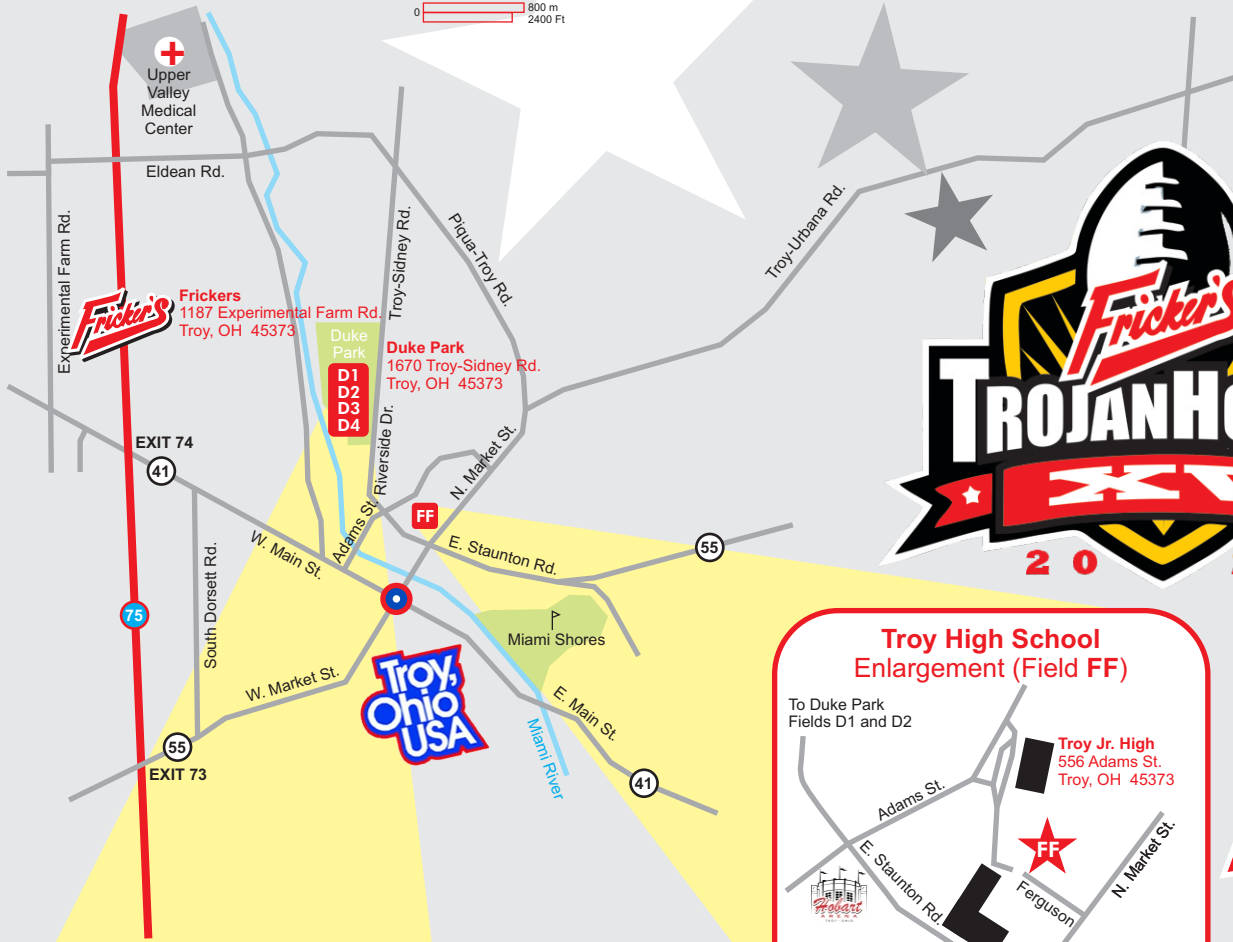 0
800 m
2400 Ft
Upper
Valley
Medical
Center
Eldean Rd.
Experimental Farm Rd.
Troy-Sidney Rd.
Piqua-Troy Rd.
Troy-Urbana Rd.
Fricker's
Frickers
1187 Experimental Farm Rd.
Troy, OH 45373
Duke
Park
D1
D2
D3
D4
Duke Park
1670 Troy-Sidney Rd.
Troy, OH 45373
Riverside Dr.
N. Market St.
EXIT 74
41
FF
Adams St.
W. Main St.
E. Staunton Rd.
55
South Dorsett Rd.
75
Miami Shores
W. Market St.
Troy,
Ohio
USA
E. Main St.
Miami River
55
EXIT 73
41
Fricker's
TROJAN
20
Troy High School
Enlargement (Field FF)
To Duke Park
Fields D1 and D2
Troy Jr. High
556 Adams St.
Troy, OH 45373
Adams St.
FF
N. Market St.
E. Staunton Rd.
Ferguson
Hobart
ARENA